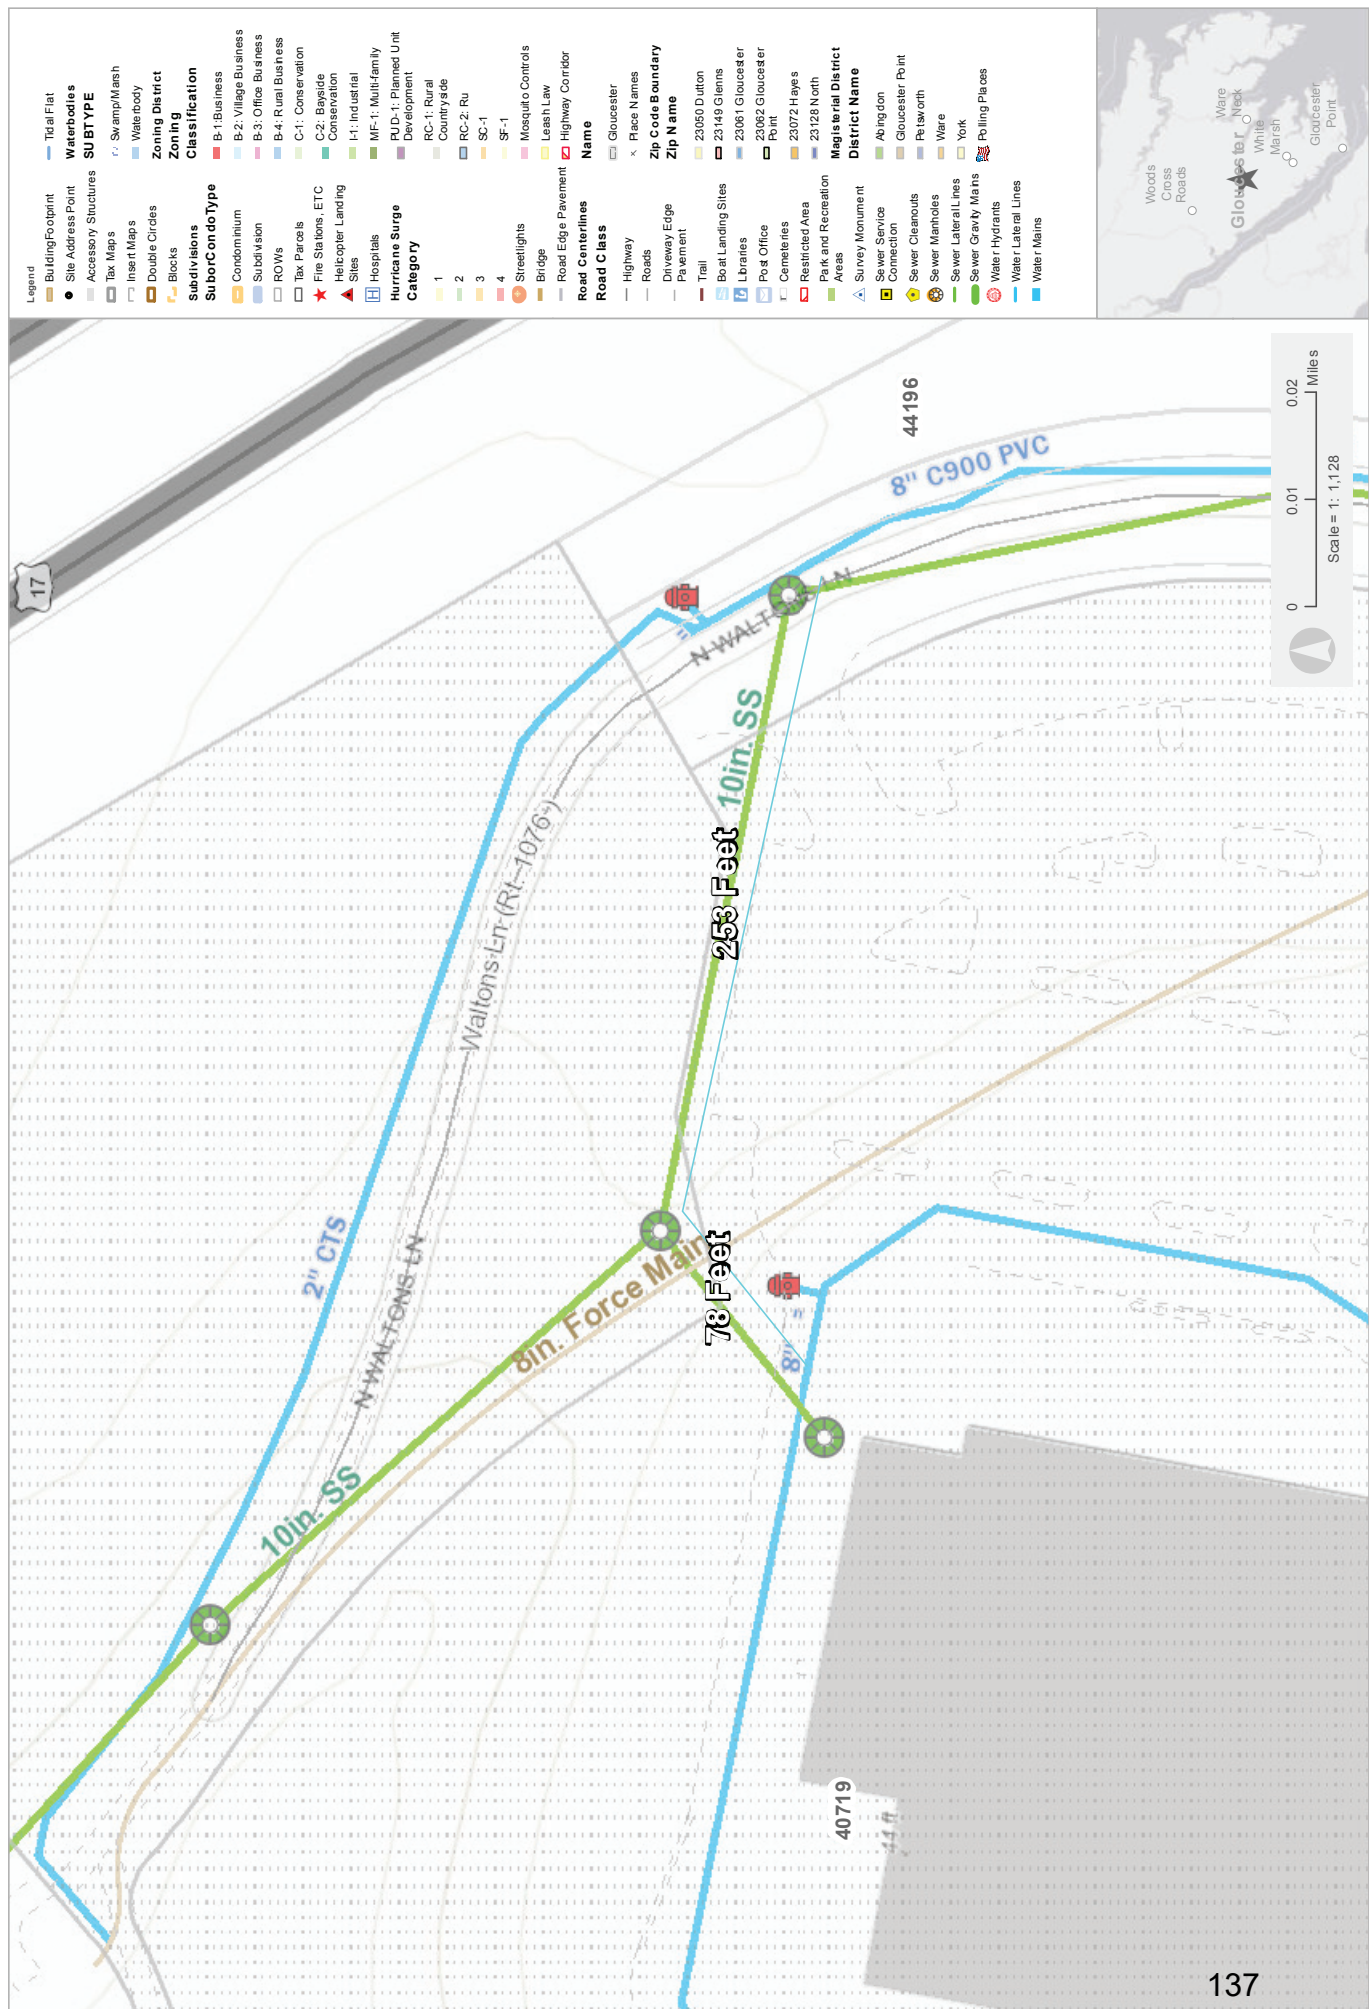 Legend
Building Footprint
Site Address Point
Accessory Structures
Tax Maps
Insert Maps
Double Circles
Blocks
Subdivisions
SuborCondoType
Condominium
Subdivision
ROWs
Tax Parcels
Fire Stations, ETC
Helicopter Landing
Sites
Hospitals
Hurricane Surge
Category
1
2
3
4
Streetlights
Bridge
Road Edge Pavement
Road Centerlines
Road Class
Highway
Roads
Driveway Edge
Pavement
Trail
Boat Landing Sites
Libraries
Post Office
Cemeteries
Restricted Area
Park and Recreation
Areas
Survey Monument
Sewer Service
Connection
Sewer Cleanouts
Sewer Manholes
Sewer Lateral Lines
Sewer Gravity Mains
Water Hydrants
Water Lateral Lines
Water Mains
Tidal Flat
Waterbodies
SUBTYPE
Swamp/Marsh
Waterbody
Zoning District
Zoning
Classification
B-1:Business
B-2: Village Business
B-3: Office Business
B-4: Rural Business
C-1: Conservation
C-2: Bayside
Conservation
I-1: Industrial
MF-1: Multi-family
PUD-1: Planned Unit
Development
RC-1: Rural
Countryside
RC-2: Ru
SC-1
SF-1
Mosquito Controls
Leash Law
Highway Corridor
Name
Gloucester
Place Names
Zip Code Boundary
Zip Name
23050 Dutton
23149 Glenns
23061 Gloucester
23062 Gloucester
Point
23072 Hayes
23128 North
Magisterial District
District Name
Abingdon
Gloucester Point
Petsworth
Ware
York
Polling Places
Woods
Cross
Roads
Gloucester
Ware
Neck
White
Marsh
Gloucester
Point
17
44196
8" C900 PVC
N WALTONS LN
10in. SS
253 Feet
Waltons Ln (Rt. 1076)
2" CTS
N WALTONS LN
8in. Force Main
78 Feet
8"
10in. SS
40719
44 ft
0
0.01
0.02
Miles
Scale = 1: 1,128
137